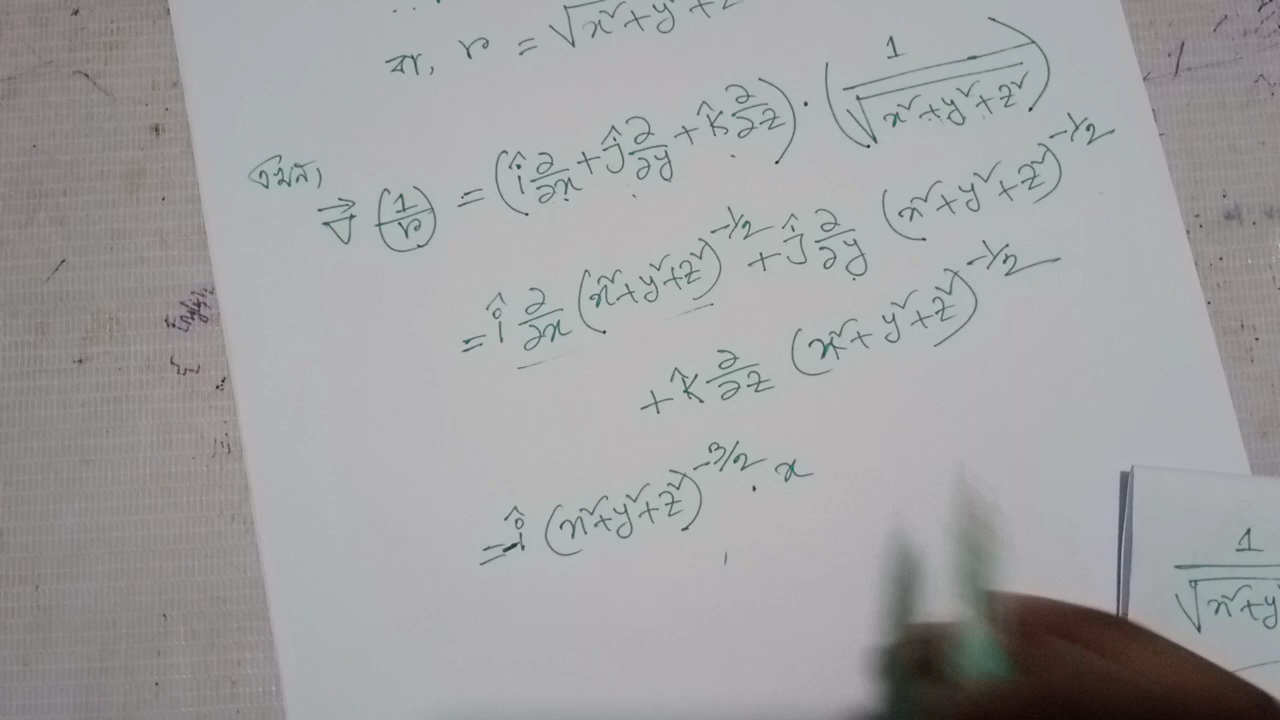 বা, r = √x²+y²+z
এখন,
∇⃗ (1/r) = (î ∂/∂x + ĵ ∂/∂y + k̂ ∂/∂z) · (1/√x²+y²+z²)
= î ∂/∂x (x²+y²+z²)^-1/2 + ĵ ∂/∂y (x²+y²+z²)^-1/2
+ k̂ ∂/∂z (x²+y²+z²)^-1/2
= -î (x²+y²+z²)^-3/2 · x
1/√x²+y²